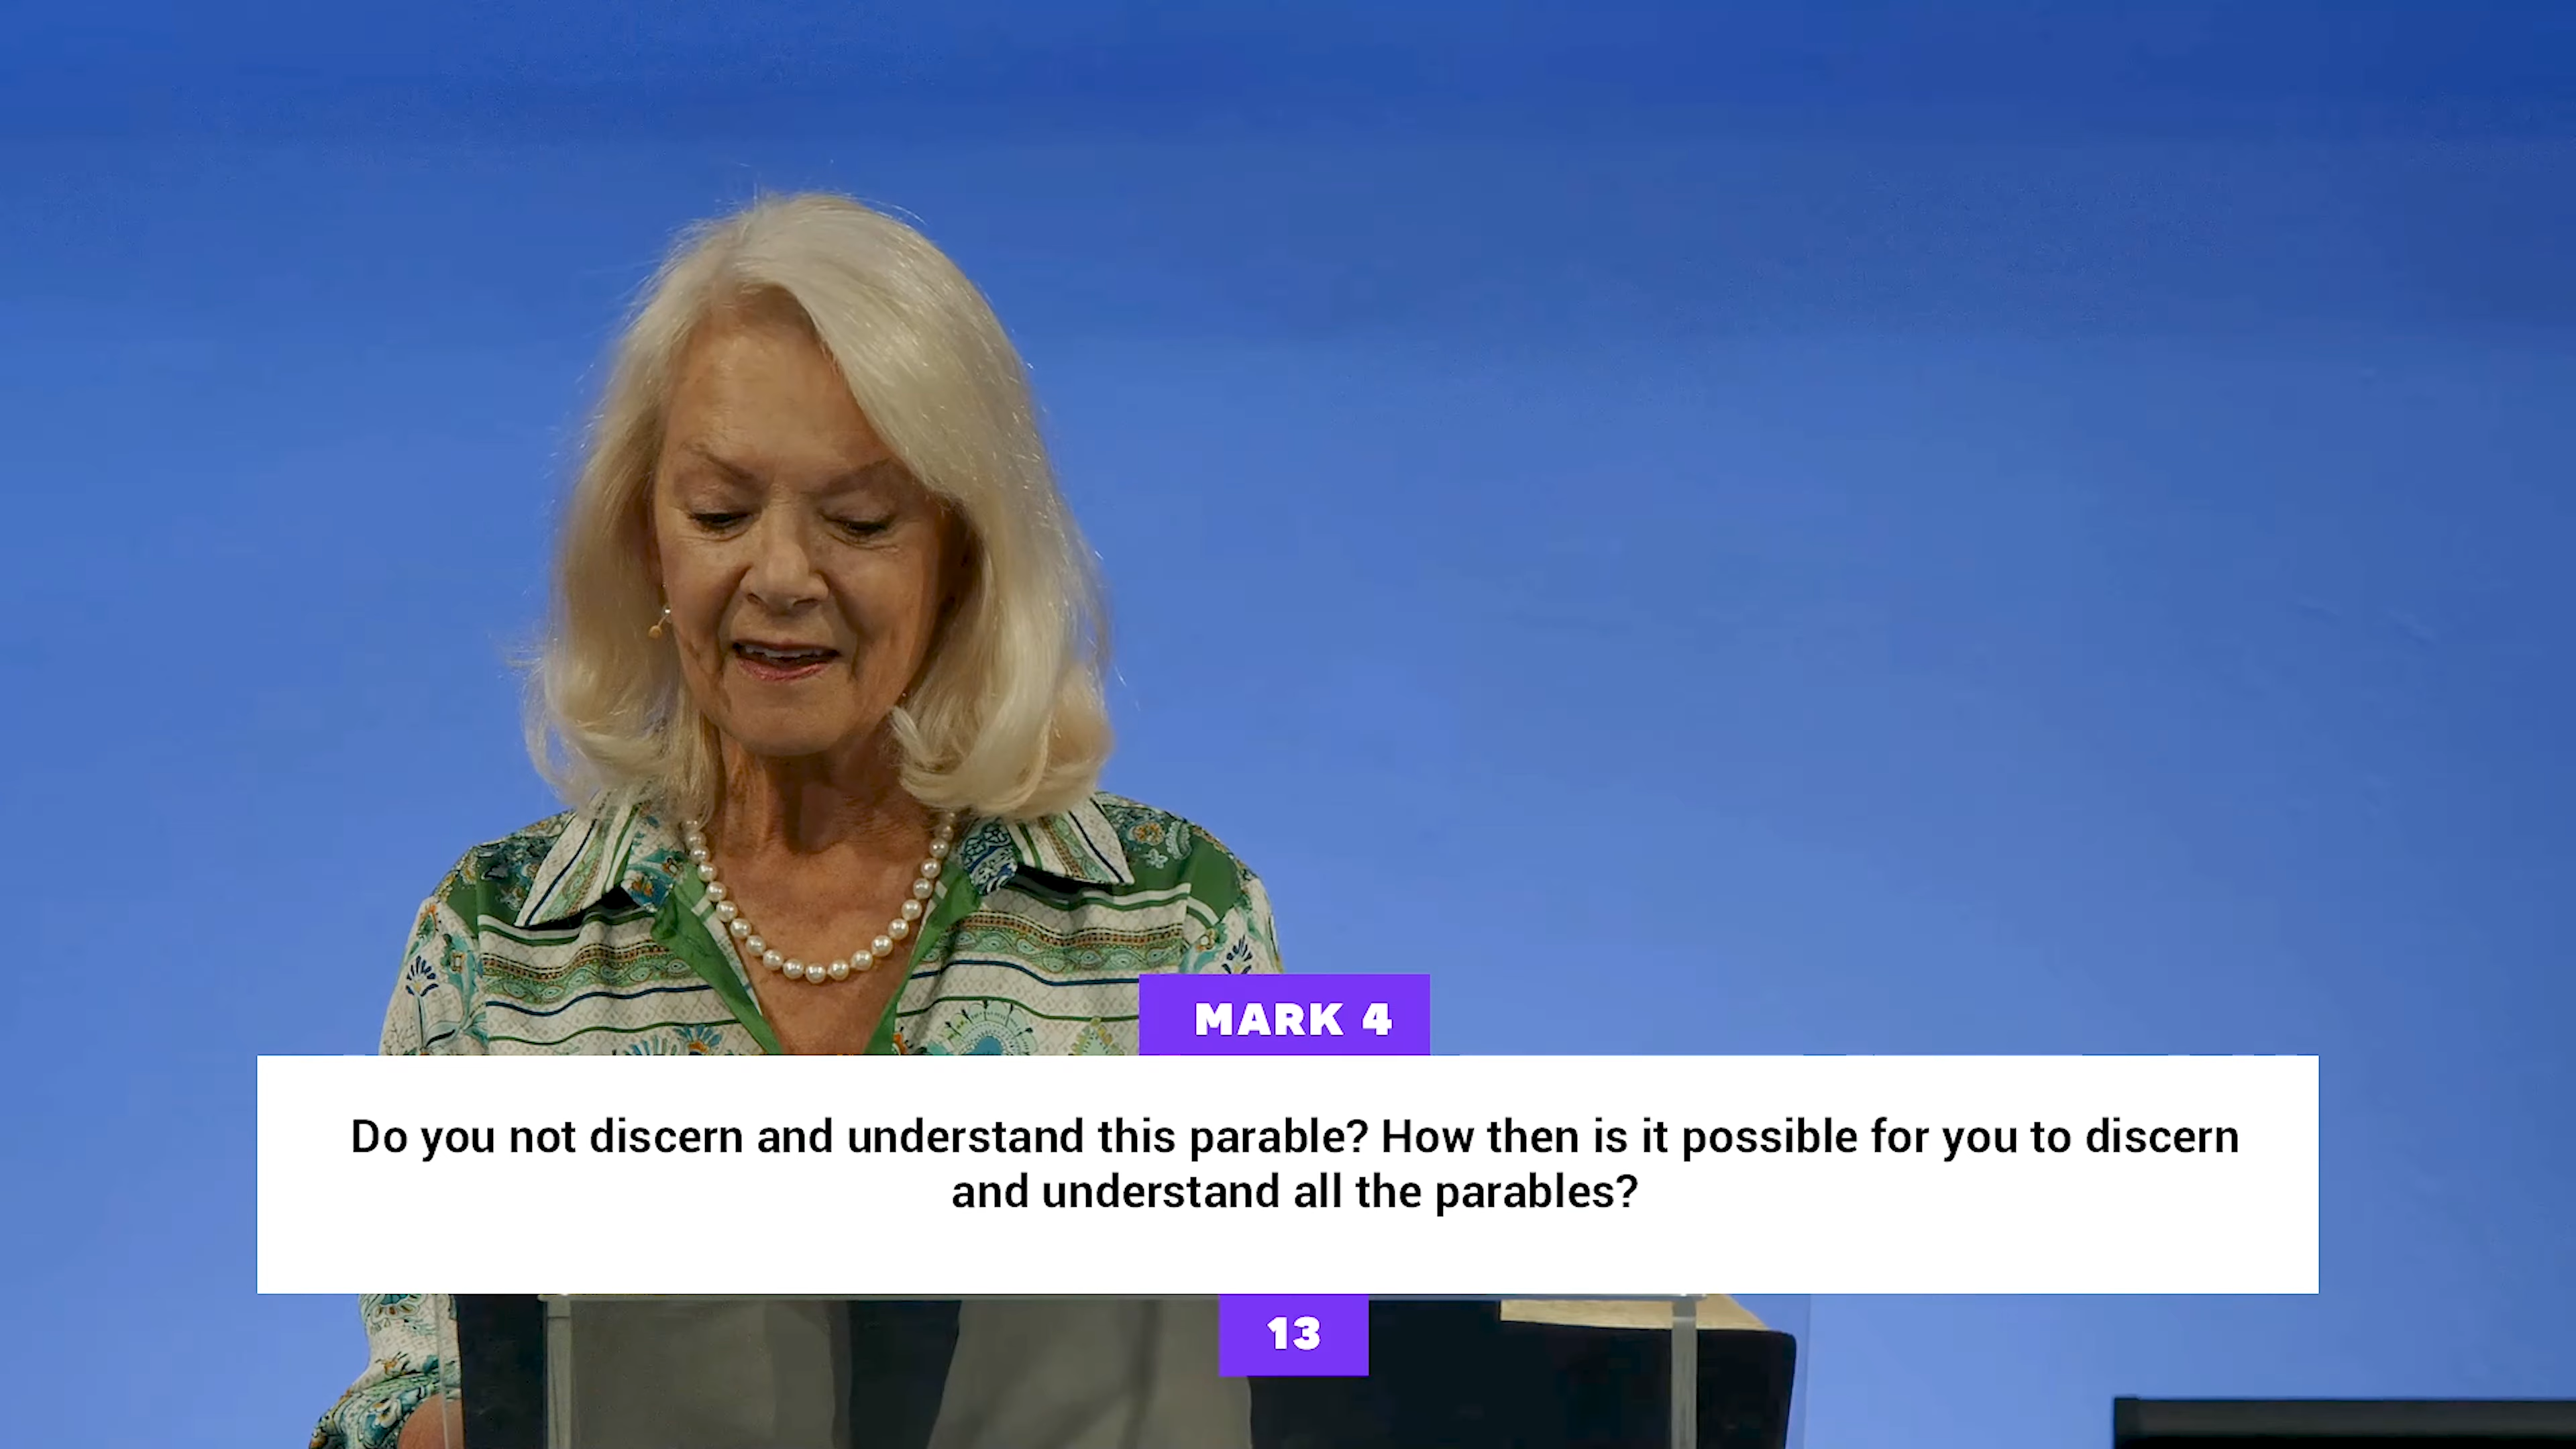 MARK 4
Do you not discern and understand this parable? How then is it possible for you to discern
and understand all the parables?
13